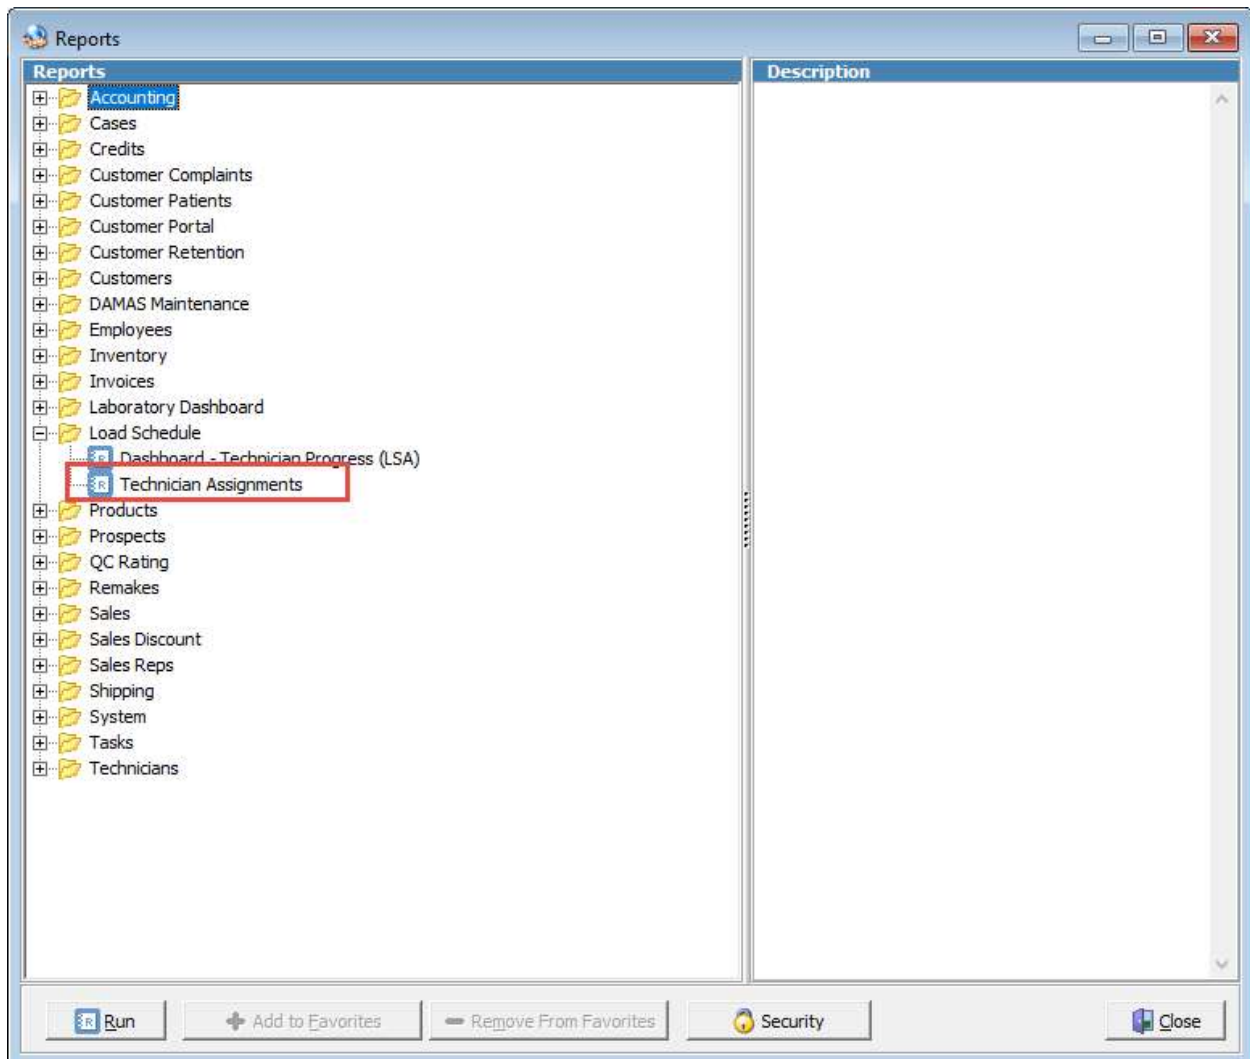 Reports
Reports
Description
Accounting
Cases
Credits
Customer Complaints
Customer Patients
Customer Portal
Customer Retention
Customers
DAMAS Maintenance
Employees
Inventory
Invoices
Laboratory Dashboard
Load Schedule
Dashboard - Technician Progress (LSA)
Technician Assignments
Products
Prospects
QC Rating
Remakes
Sales
Sales Discount
Sales Reps
Shipping
System
Tasks
Technicians
Run
Add to Favorites
Remove From Favorites
Security
Close